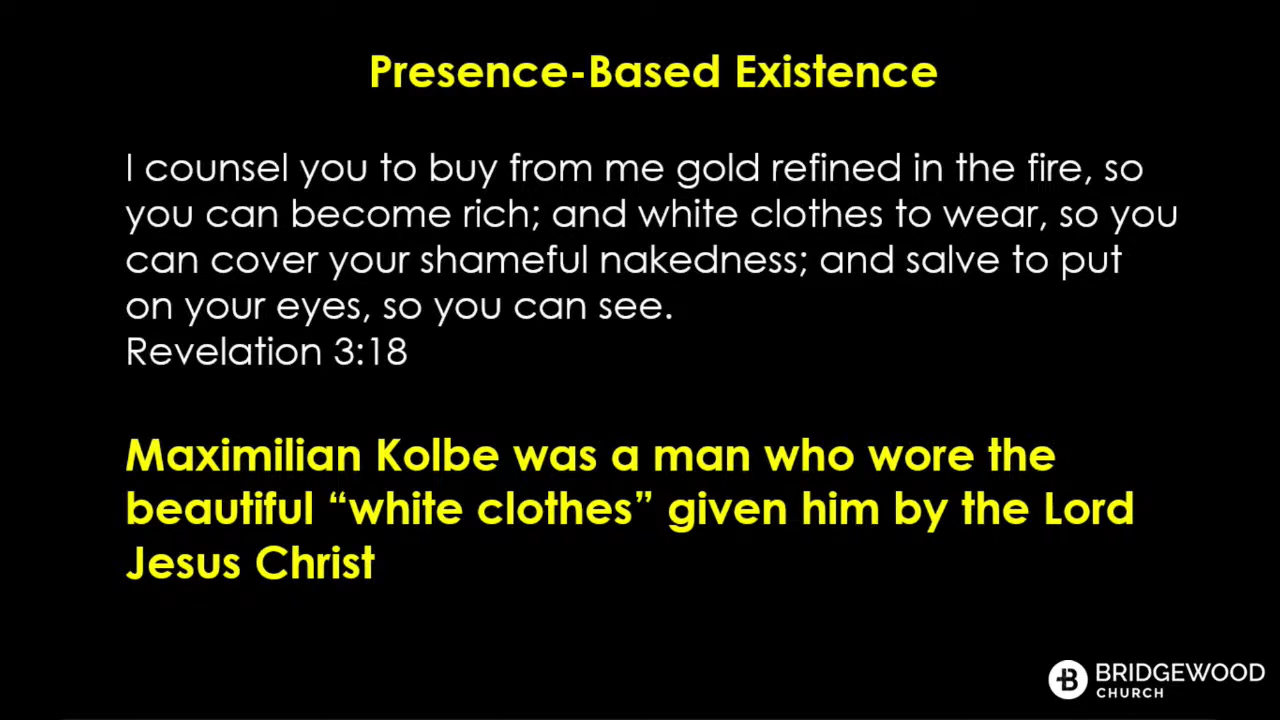 Presence-Based Existence
I counsel you to buy from me gold refined in the fire, so
you can become rich; and white clothes to wear, so you
can cover your shameful nakedness; and salve to put
on your eyes, so you can see.
Revelation 3:18
Maximilian Kolbe was a man who wore the
beautiful “white clothes” given him by the Lord
Jesus Christ
BRIDGEWOOD
CHURCH